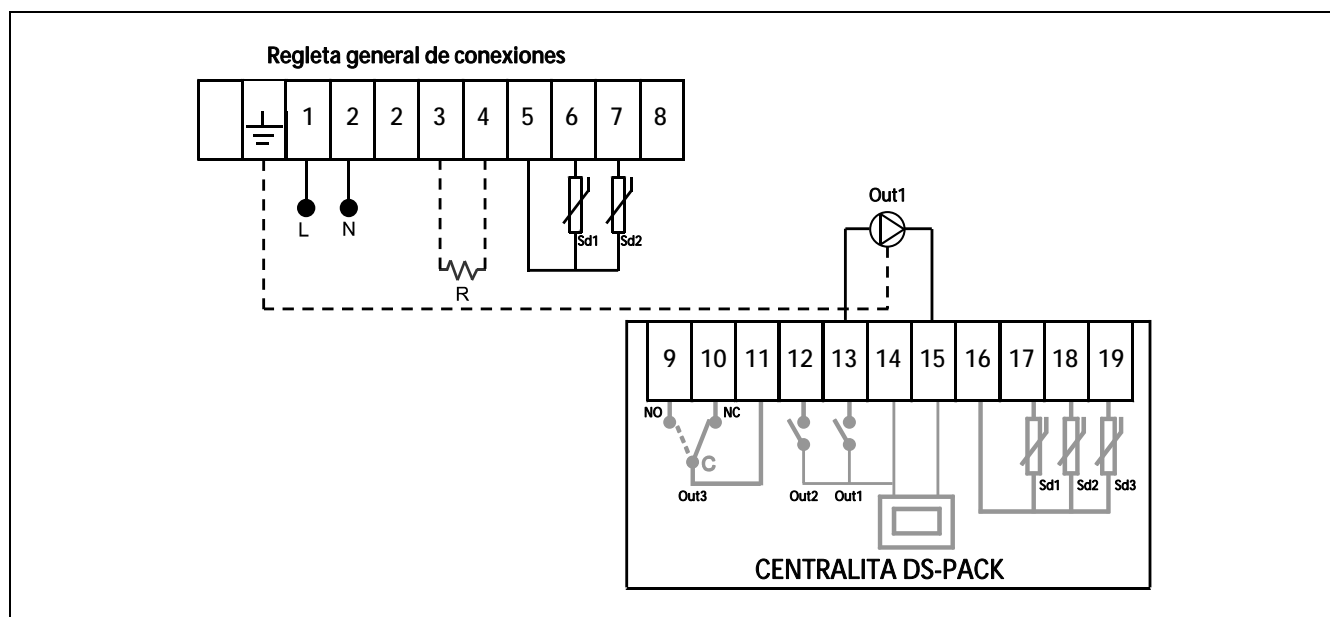 Regleta general de conexiones
1 2 2 3 4 5 6 7 8
L N
Sd1 Sd2
R
Out1
9 10 11 12 13 14 15 16 17 18 19
NO NC
C
Out3 Out2 Out1
Sd1 Sd2 Sd3
CENTRALITA DS-PACK